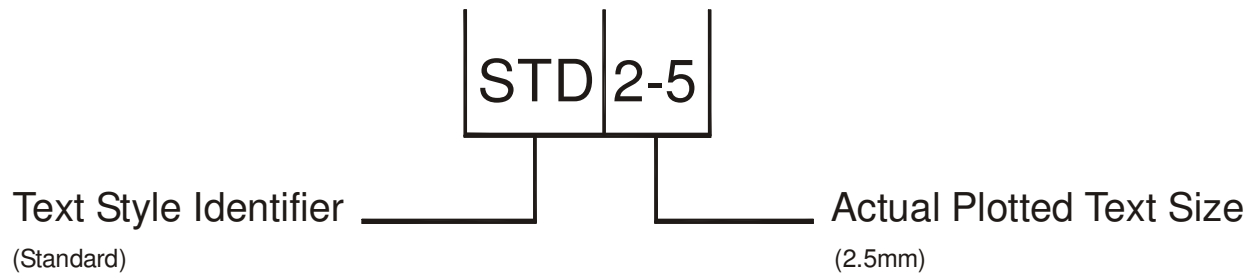 STD 2-5
Text Style Identifier
Actual Plotted Text Size
(Standard)
(2.5mm)